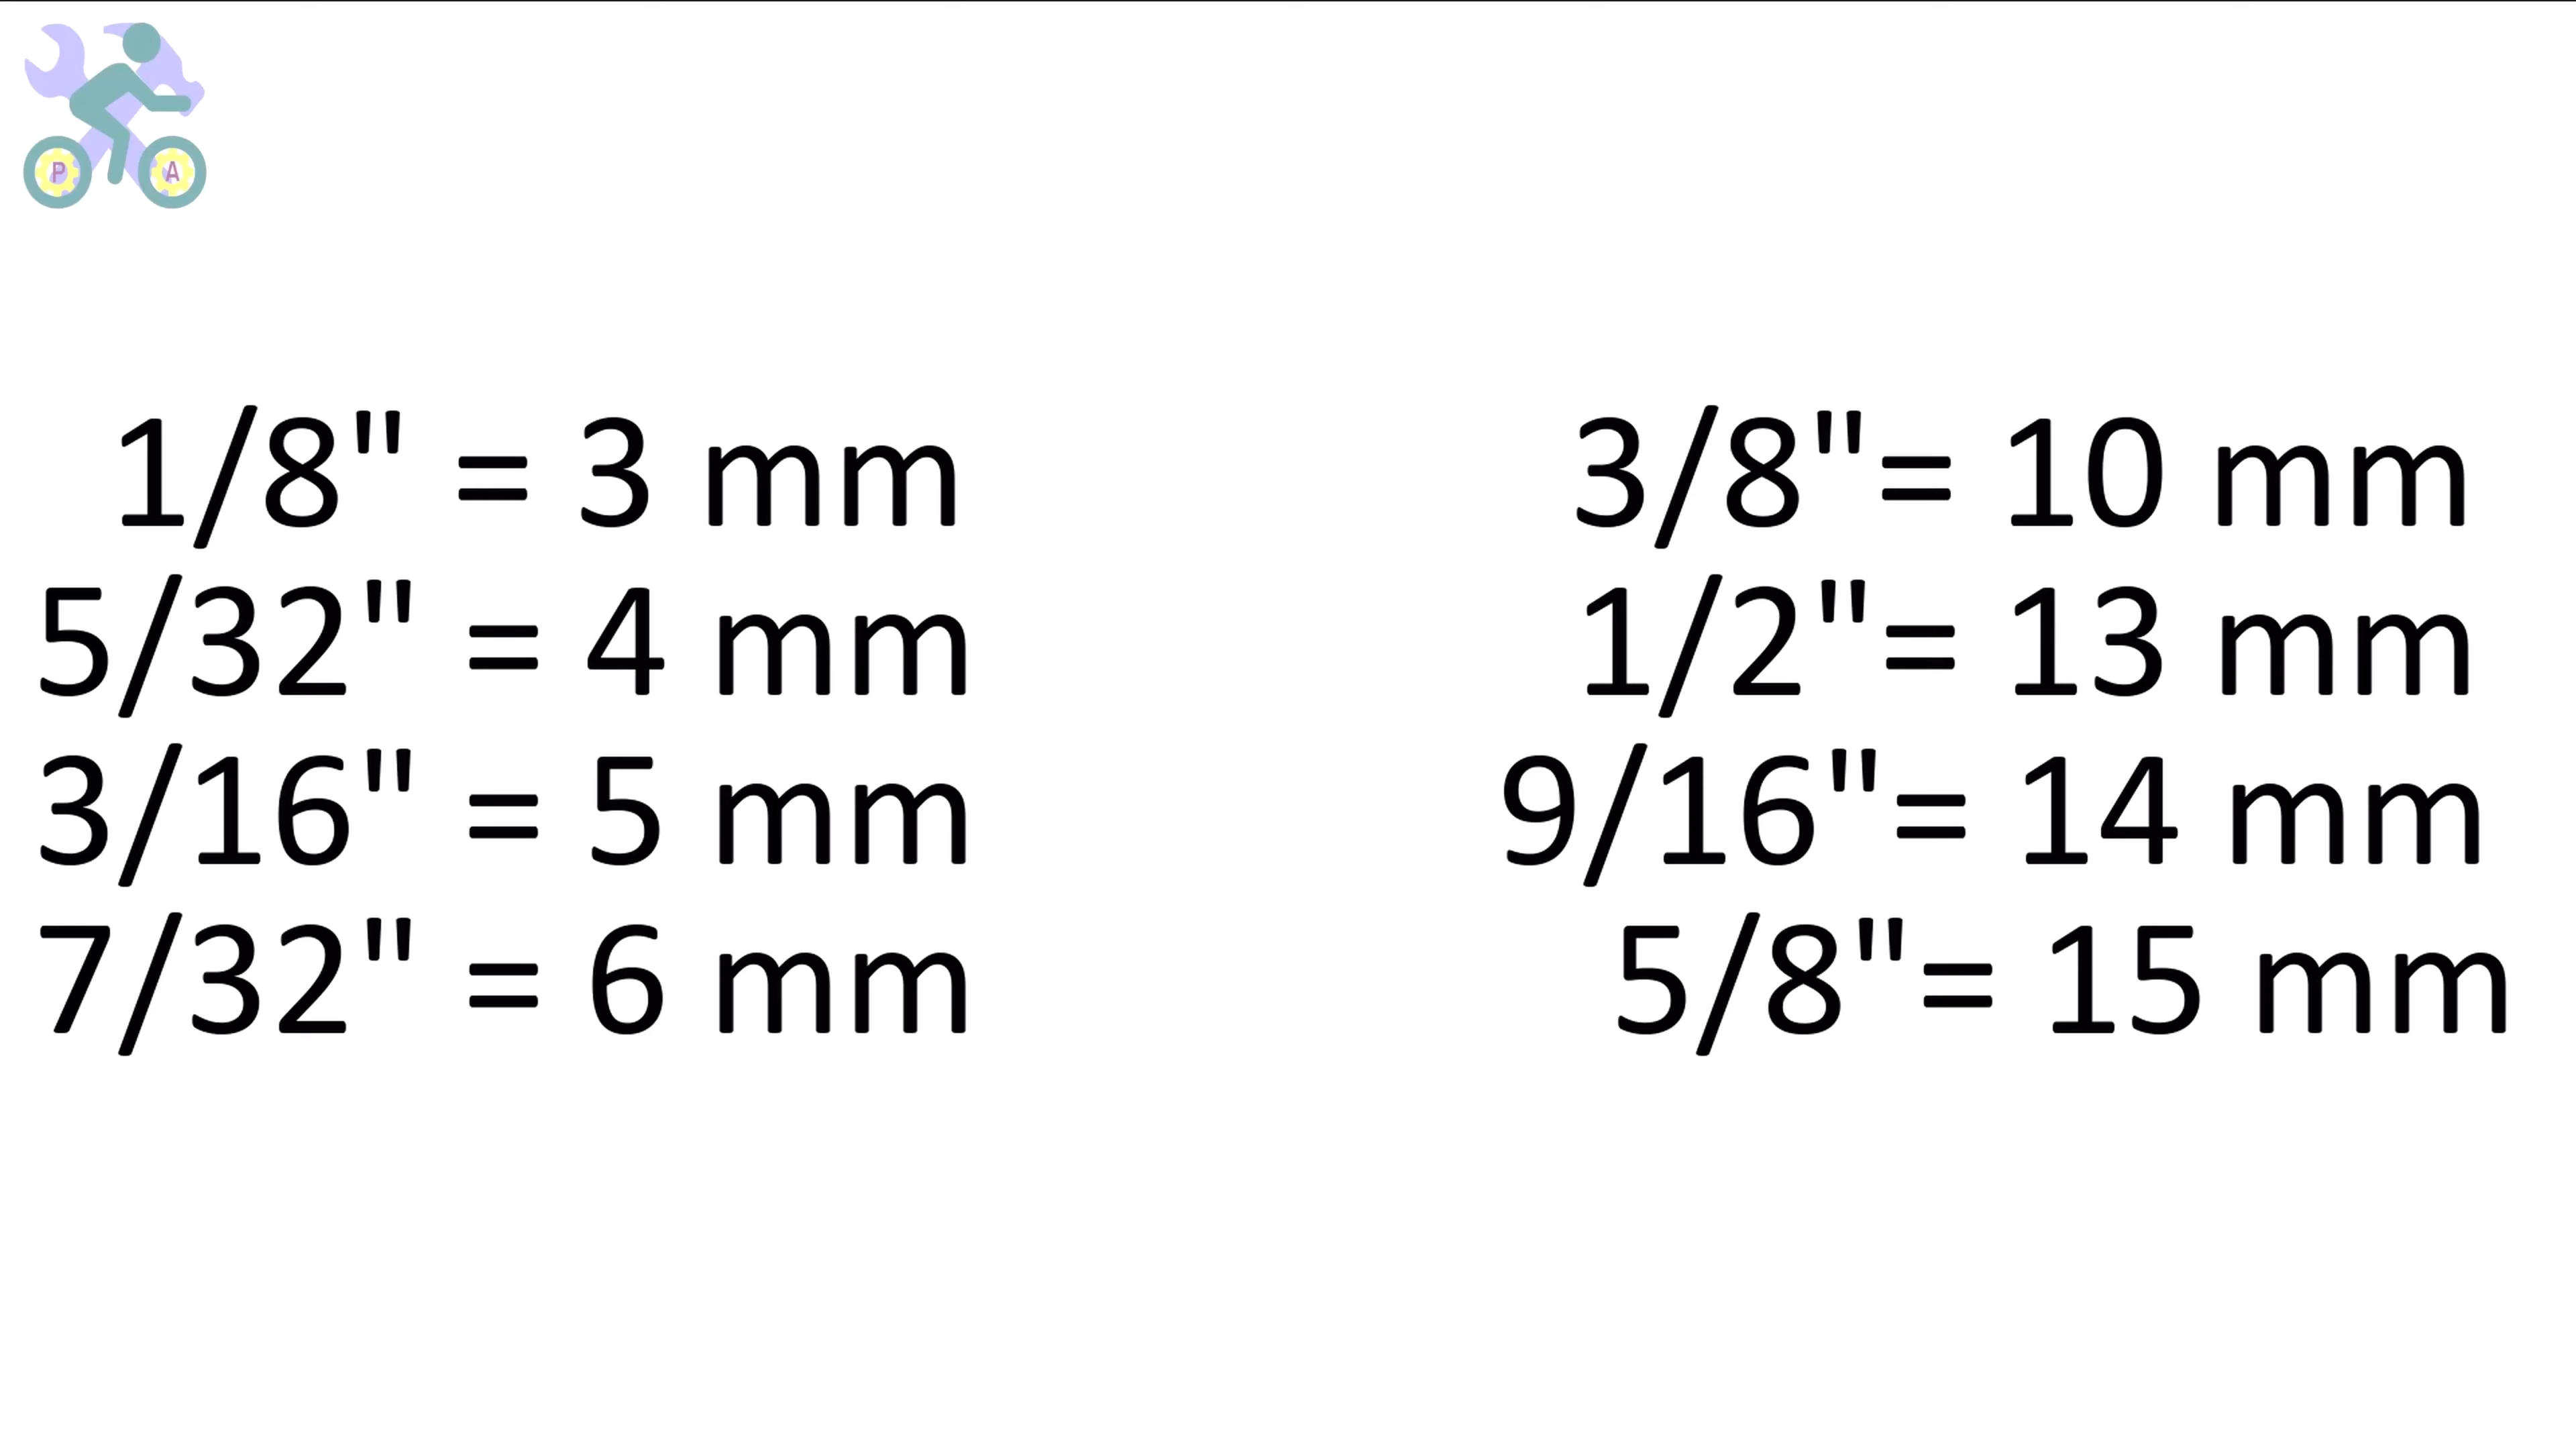 P A
1/8" = 3 mm
5/32" = 4 mm
3/16" = 5 mm
7/32" = 6 mm
3/8"= 10 mm
1/2"= 13 mm
9/16"= 14 mm
5/8"= 15 mm